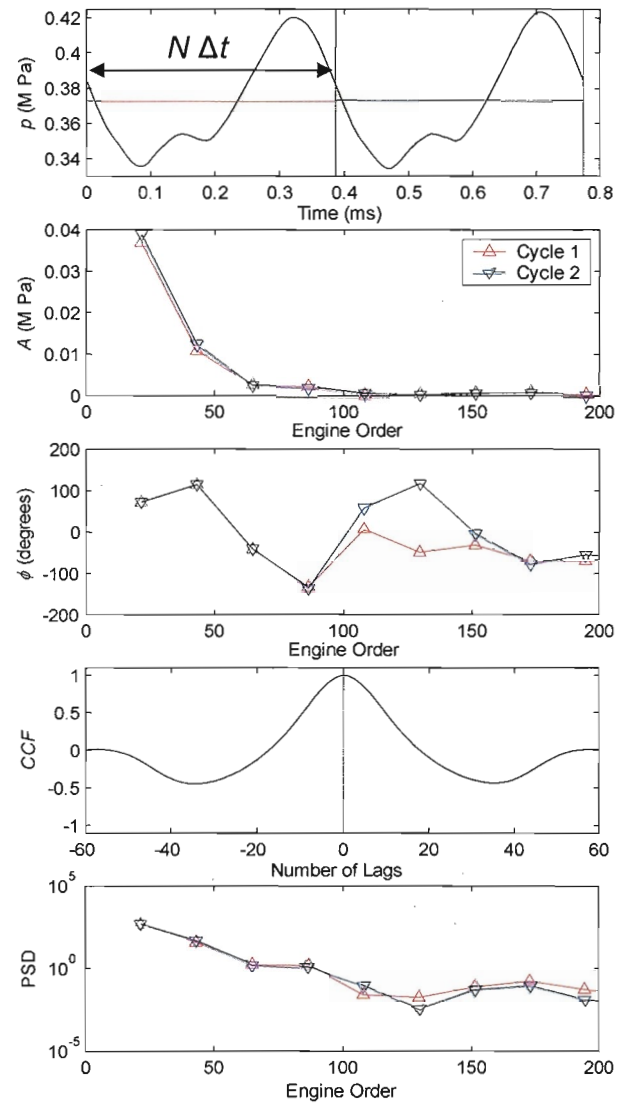 0.42
0.4
0.38
0.36
0.34
p (M Pa)
N Δt
0 0.1 0.2 0.3 0.4 0.5 0.6 0.7 0.8
Time (ms)
0.04
0.03
0.02
0.01
0
A (M Pa)
Cycle 1
Cycle 2
0 50 100 150 200
Engine Order
200
100
0
-100
-200
ϕ (degrees)
0 50 100 150 200
Engine Order
1
0.5
0
-0.5
-1
CCF
-60 -40 -20 0 20 40 60
Number of Lags
10^5
10^0
10^-5
PSD
0 50 100 150 200
Engine Order